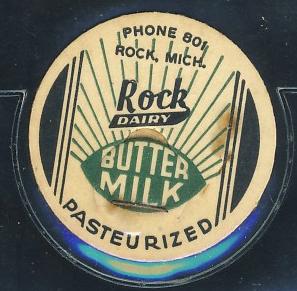 PHONE 801
ROCK, MICH.
Rock
DAIRY
BUTTER
MILK
PASTEURIZED